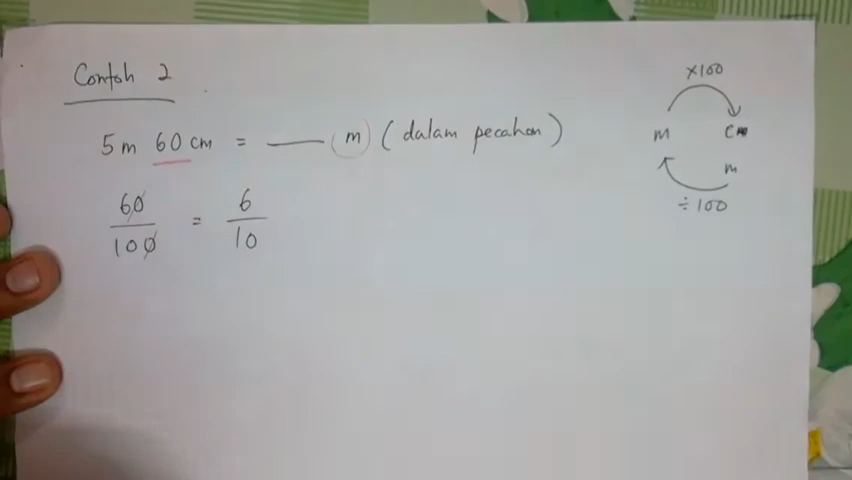 Contoh 2
5 m 60 cm = ___ m (dalam pecahan)
60/100 = 6/10
×100
m cm
m
÷100